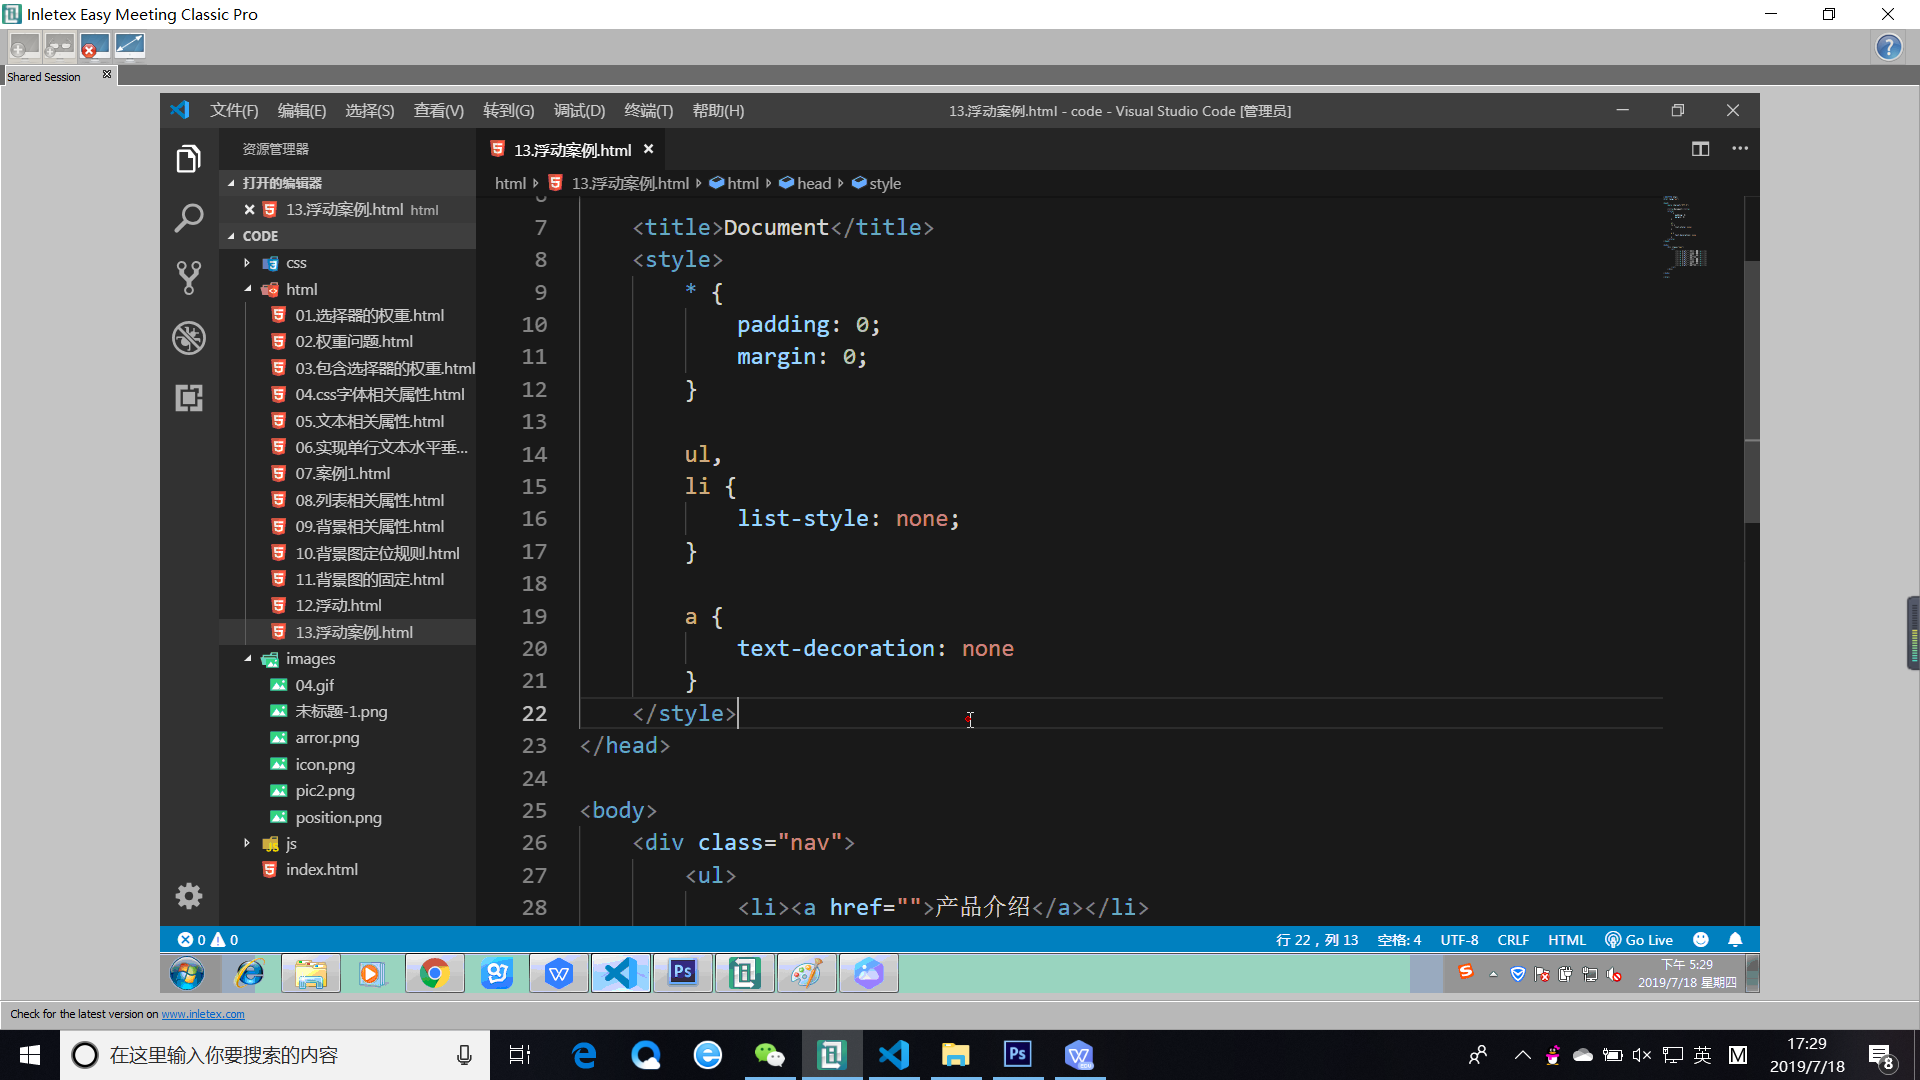 Inletex Easy Meeting Classic Pro
Shared Session
文件(F) 编辑(E) 选择(S) 查看(V) 转到(G) 调试(D) 终端(T) 帮助(H)
13.浮动案例.html - code - Visual Studio Code [管理员]
资源管理器
13.浮动案例.html
打开的编辑器
html 13.浮动案例.html html head style
13.浮动案例.html html
CODE
css
html
01.选择器的权重.html
02.权重问题.html
03.包含选择器的权重.html
04.css字体相关属性.html
05.文本相关属性.html
06.实现单行文本水平垂...
07.案例1.html
08.列表相关属性.html
09.背景相关属性.html
10.背景图定位规则.html
11.背景图的固定.html
12.浮动.html
13.浮动案例.html
images
04.gif
未标题-1.png
arror.png
icon.png
pic2.png
position.png
js
index.html
7 <title>Document</title>
8 <style>
9 * {
10 padding: 0;
11 margin: 0;
12 }
13
14 ul,
15 li {
16 list-style: none;
17 }
18
19 a {
20 text-decoration: none
21 }
22 </style>
23 </head>
24
25 <body>
26 <div class="nav">
27 <ul>
28 <li><a href="">产品介绍</a></li>
0 0
行 22，列 13 空格: 4 UTF-8 CRLF HTML Go Live
下午 5:29
2019/7/18 星期四
Check for the latest version on www.inletex.com
在这里输入你要搜索的内容
英 M
17:29
2019/7/18
8